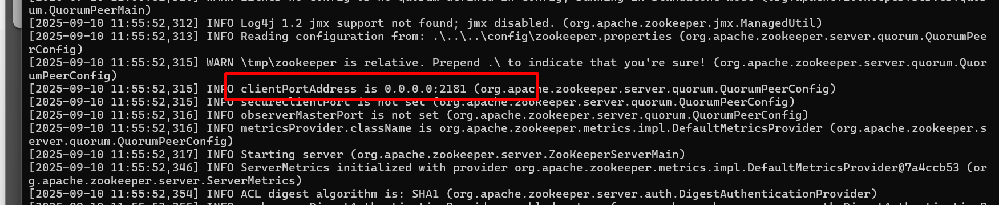 um.QuorumPeerMain)
[2025-09-10 11:55:52,312] INFO Log4j 1.2 jmx support not found; jmx disabled. (org.apache.zookeeper.jmx.ManagedUtil)
[2025-09-10 11:55:52,313] INFO Reading configuration from: .\..\..\config\zookeeper.properties (org.apache.zookeeper.server.quorum.QuorumPee
rConfig)
[2025-09-10 11:55:52,315] WARN \tmp\zookeeper is relative. Prepend .\ to indicate that you're sure! (org.apache.zookeeper.server.quorum.Quor
umPeerConfig)
[2025-09-10 11:55:52,315] INFO clientPortAddress is 0.0.0.0:2181 (org.apache.zookeeper.server.quorum.QuorumPeerConfig)
[2025-09-10 11:55:52,315] INFO secureClientPort is not set (org.apache.zookeeper.server.quorum.QuorumPeerConfig)
[2025-09-10 11:55:52,316] INFO observerMasterPort is not set (org.apache.zookeeper.server.quorum.QuorumPeerConfig)
[2025-09-10 11:55:52,316] INFO metricsProvider.className is org.apache.zookeeper.metrics.impl.DefaultMetricsProvider (org.apache.zookeeper.s
erver.quorum.QuorumPeerConfig)
[2025-09-10 11:55:52,317] INFO Starting server (org.apache.zookeeper.server.ZooKeeperServerMain)
[2025-09-10 11:55:52,346] INFO ServerMetrics initialized with provider org.apache.zookeeper.metrics.impl.DefaultMetricsProvider@7a4ccb53 (or
g.apache.zookeeper.server.ServerMetrics)
[2025-09-10 11:55:52,354] INFO ACL digest algorithm is: SHA1 (org.apache.zookeeper.server.auth.DigestAuthenticationProvider)